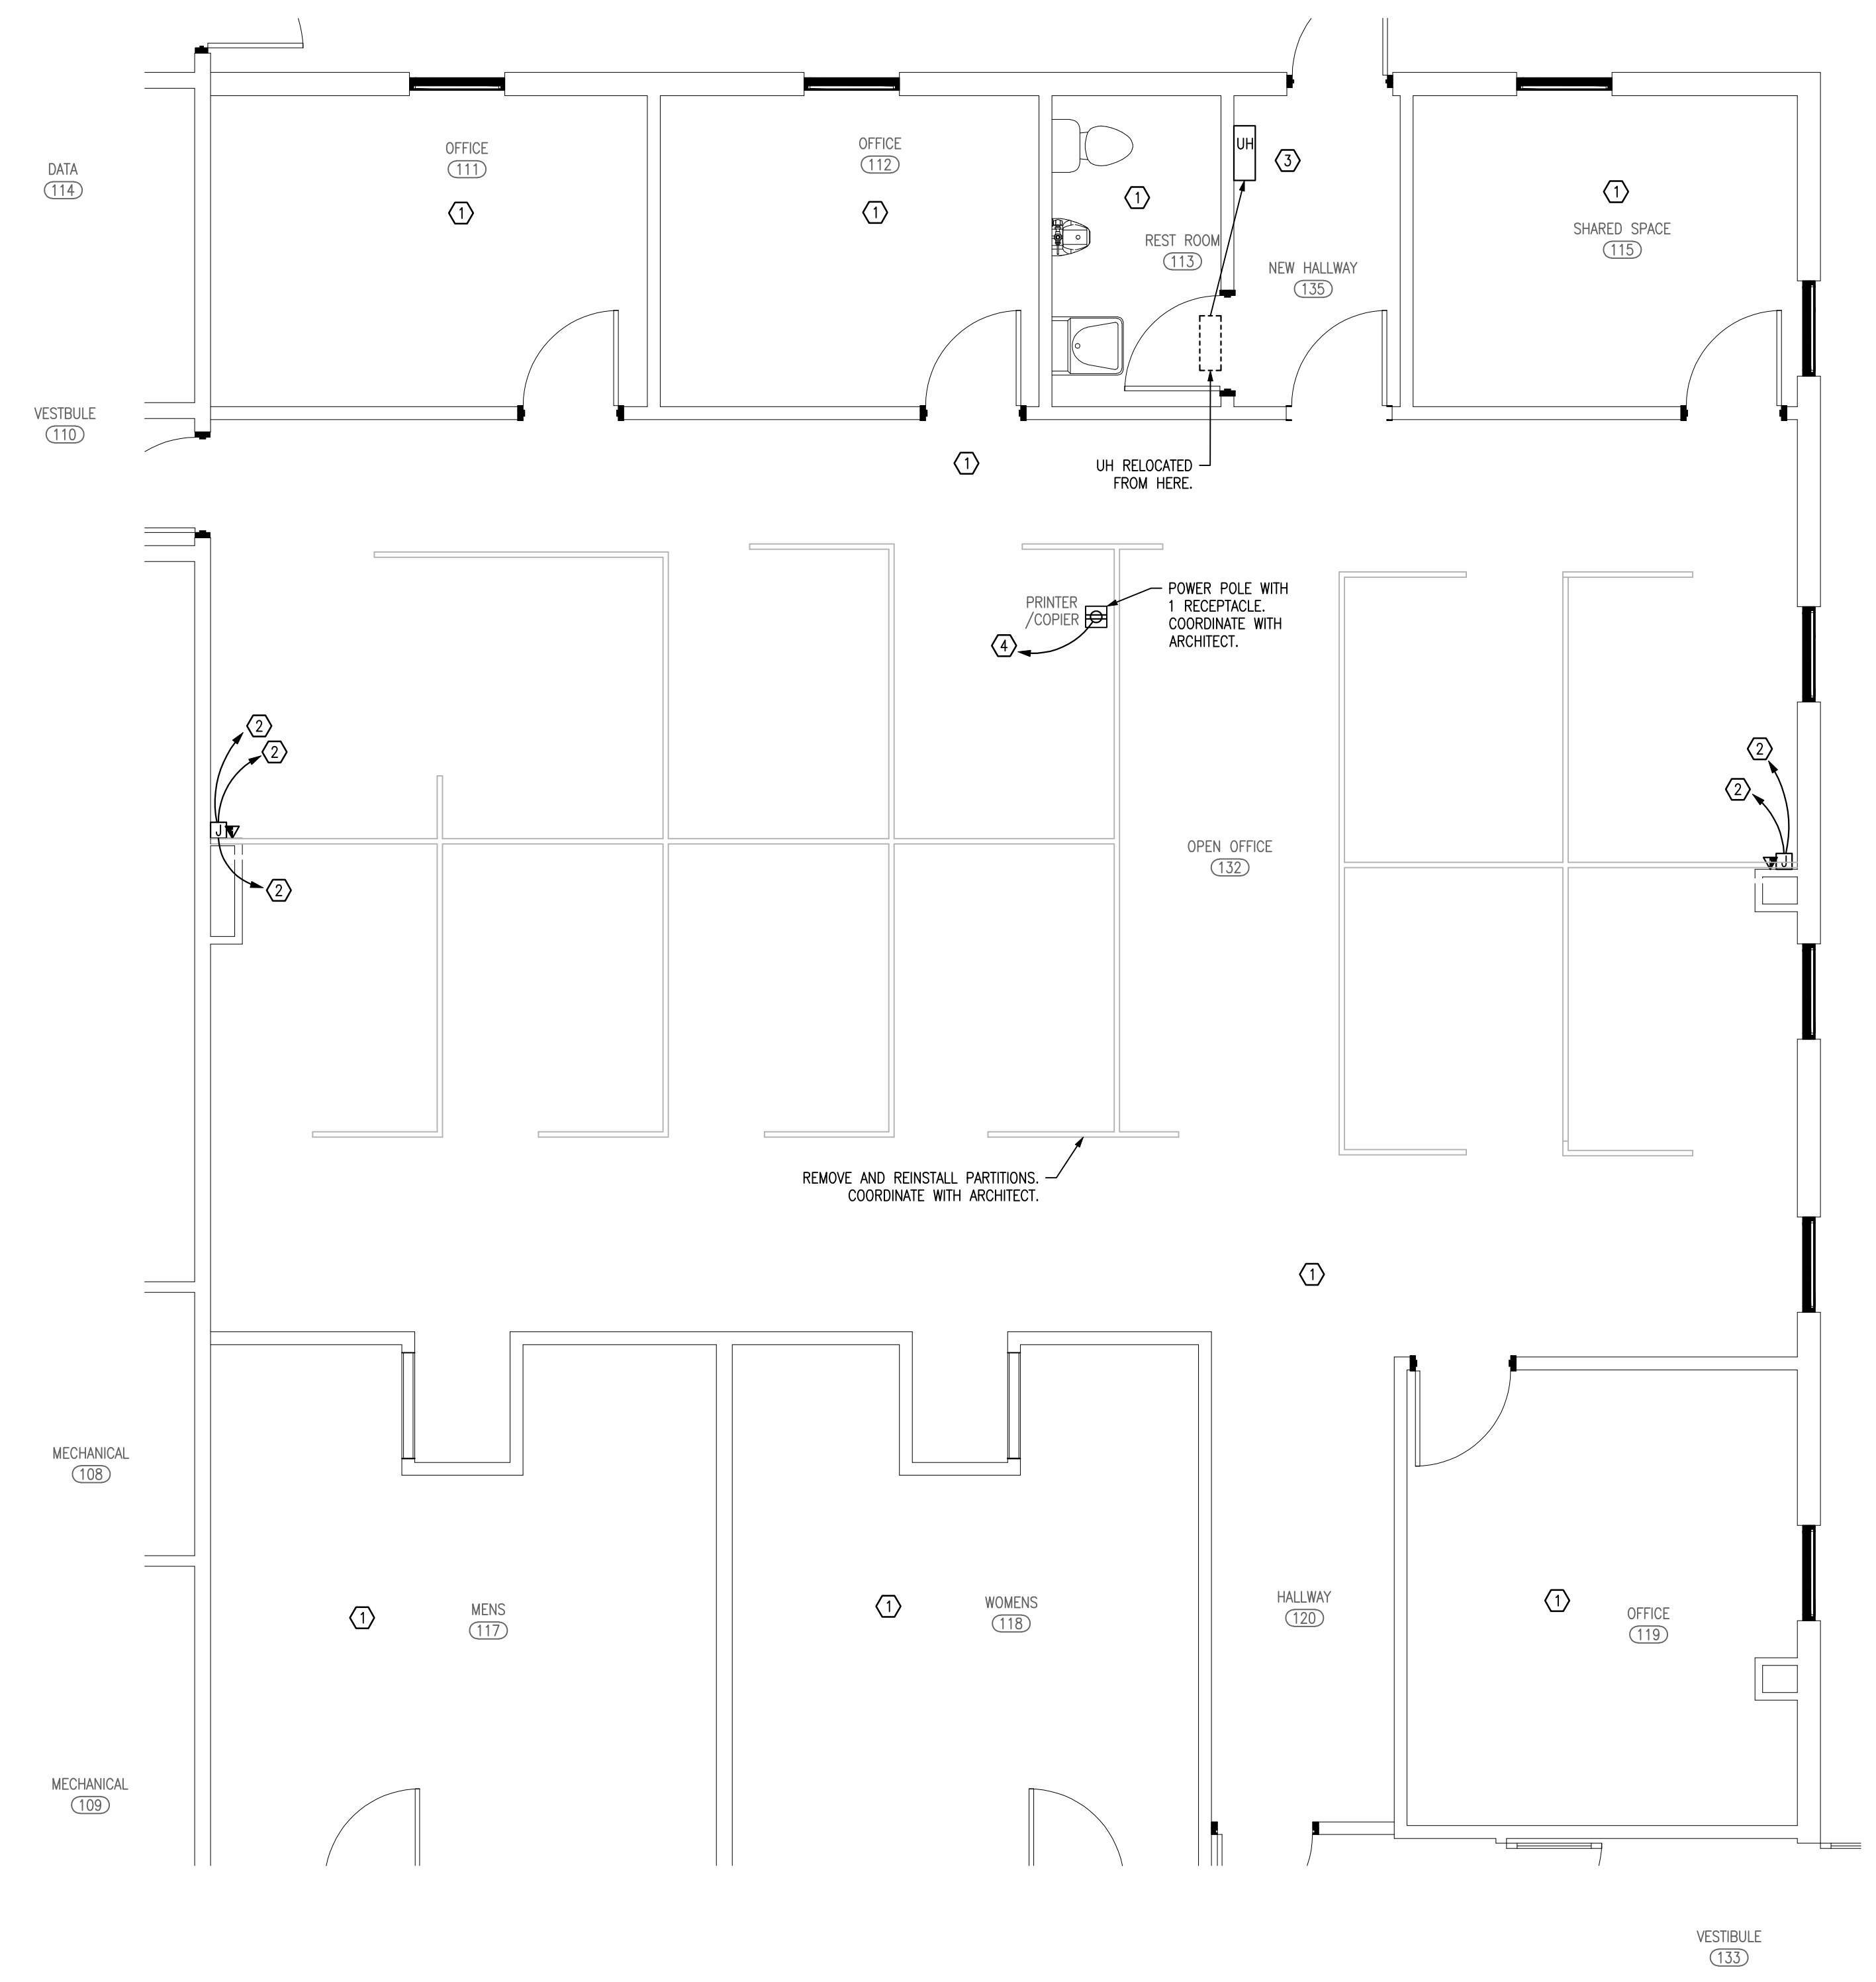 OFFICE
111
1
OFFICE
112
1
DATA
114
1
REST ROOM
113
UH
3
NEW HALLWAY
135
1
SHARED SPACE
115
VESTBULE
110
1
UH RELOCATED
FROM HERE.
PRINTER
/COPIER
4
POWER POLE WITH
1 RECEPTACLE.
COORDINATE WITH
ARCHITECT.
2
2
J
2
2
2
J
OPEN OFFICE
132
REMOVE AND REINSTALL PARTITIONS.
COORDINATE WITH ARCHITECT.
1
MECHANICAL
108
1
MENS
117
1
WOMENS
118
HALLWAY
120
1
OFFICE
119
MECHANICAL
109
VESTIBULE
133